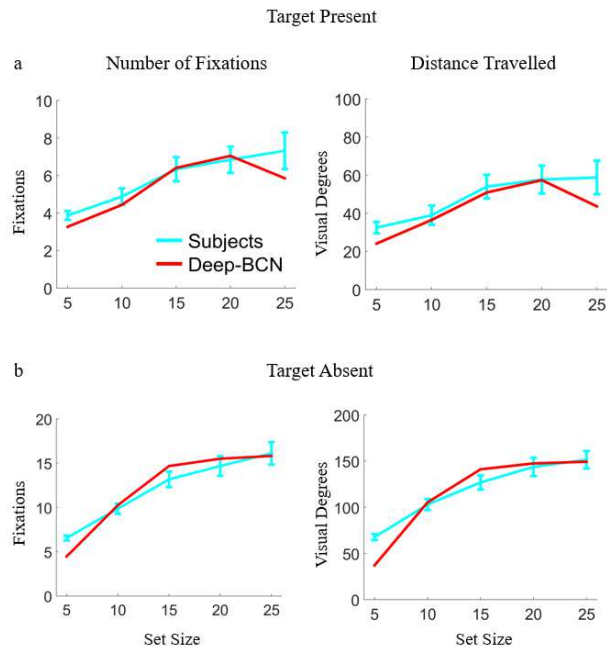 Target Present
a
Number of Fixations
Distance Travelled
Fixations
10
8
6
4
2
0
5 10 15 20 25
Subjects
Deep-BCN
Visual Degrees
100
80
60
40
20
0
5 10 15 20 25
b
Target Absent
Fixations
20
15
10
5
0
5 10 15 20 25
Set Size
Visual Degrees
200
150
100
50
0
5 10 15 20 25
Set Size